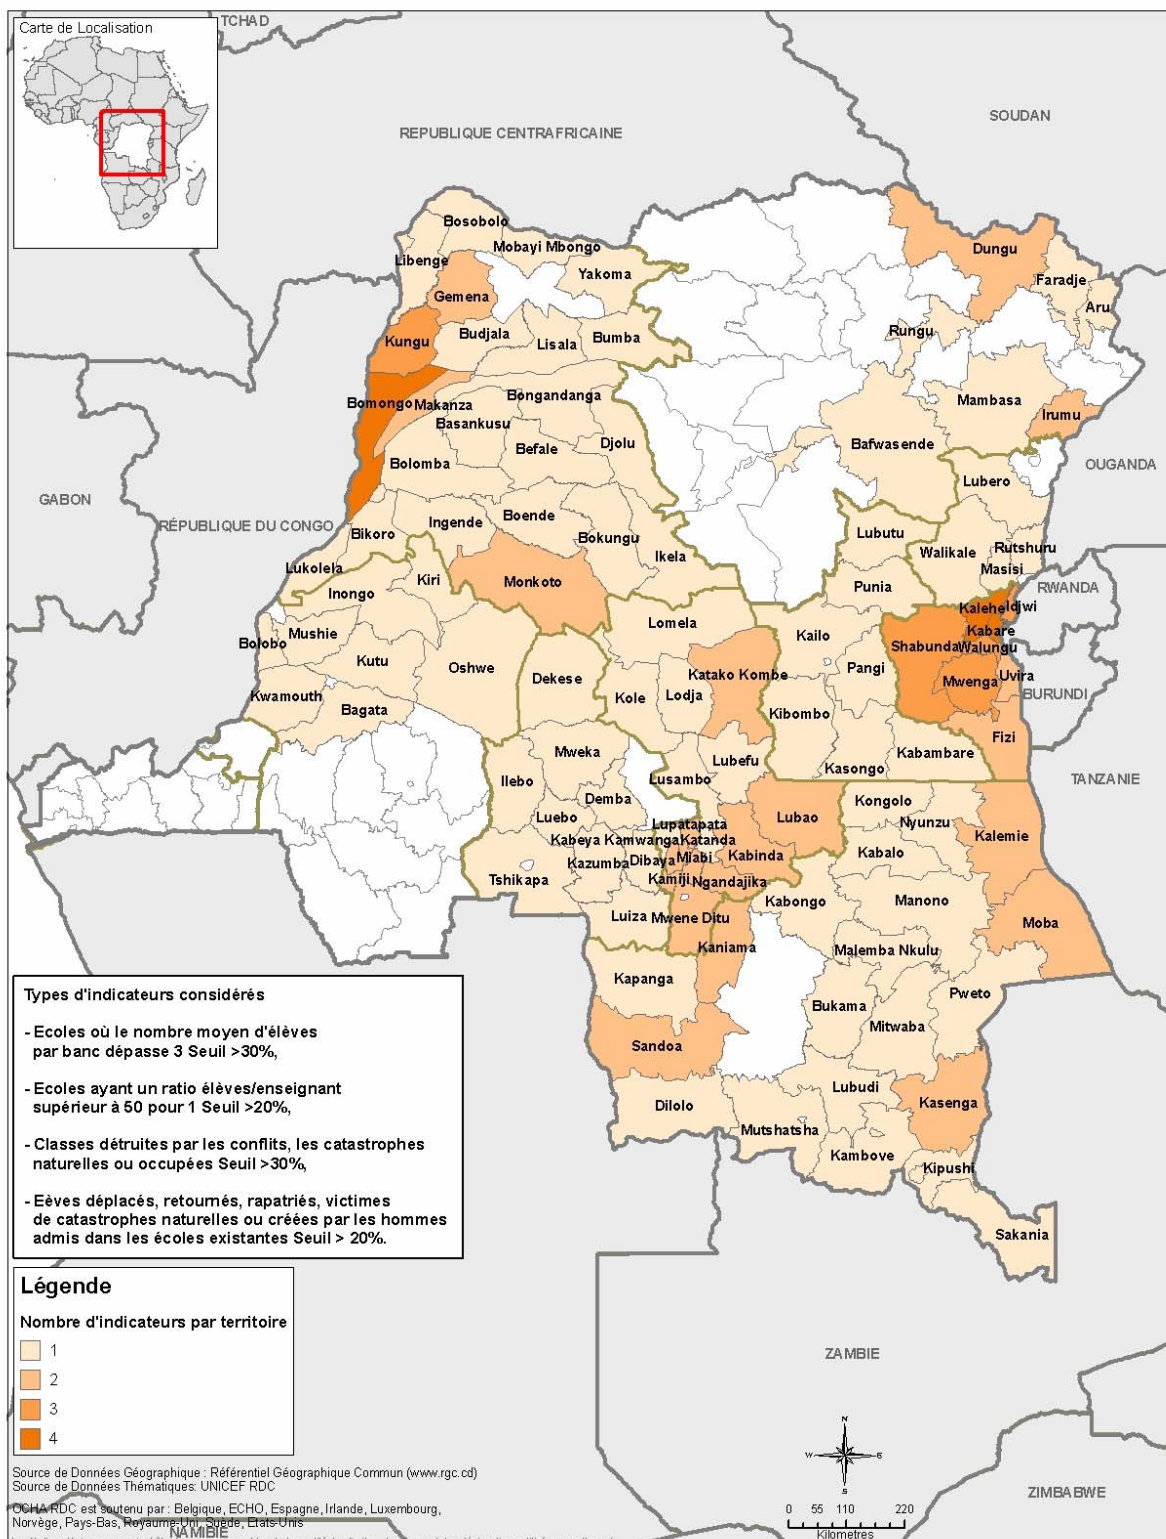 Carte de Localisation
TCHAD
REPUBLIQUE CENTRAFRICAINE
SOUDAN
GABON
RÉPUBLIQUE DU CONGO
OUGANDA
RWANDA
BURUNDI
TANZANIE
ZAMBIE
ZIMBABWE
NAMIBIE
Bosobolo
Mobayi Mbongo
Libenge
Yakoma
Gemena
Kungu
Budjala
Lisala
Bumba
Dungu
Faradje
Aru
Rungu
Bomongo
Makanza
Bongandanga
Basankusu
Befale
Djolu
Bolomba
Mambasa
Irumu
Bafwasende
Lubero
Bikoro
Ingende
Boende
Bokungu
Ikela
Lubutu
Walikale
Rutshuru
Masisi
Lukolela
Inongo
Kiri
Monkoto
Punia
Kalehe
Idjwi
Kabare
Walungu
Shabunda
Mwenga
Uvira
Fizi
Lomela
Kailo
Bolobo
Mushie
Kutu
Oshwe
Dekese
Kole
Lodja
Katako Kombe
Pangi
Kwamouth
Bagata
Kibombo
Kasongo
Kabambare
Mweka
Ilebo
Demba
Lusambo
Lubefu
Luebo
Lupatapata
Lubao
Kongolo
Nyunzu
Kalemie
Kabeya Kamwanga
Katanda
Kazumba
Dibaya
Miabi
Kabinda
Kabalo
Tshikapa
Kamiji
Ngandajika
Kabongo
Manono
Moba
Luiza
Mwene Ditu
Kaniama
Malemba Nkulu
Kapanga
Bukama
Mitwaba
Pweto
Sandoa
Lubudi
Kasenga
Dilolo
Mutshatsha
Kambove
Kipushi
Sakania
Types d'indicateurs considérés
- Ecoles où le nombre moyen d'élèves
par banc dépasse 3 Seuil >30%,
- Ecoles ayant un ratio élèves/enseignant
supérieur à 50 pour 1 Seuil >20%,
- Classes détruites par les conflits, les catastrophes
naturelles ou occupées Seuil >30%,
- Eèves déplacés, retournés, rapatriés, victimes
de catastrophes naturelles ou créées par les hommes
admis dans les écoles existantes Seuil > 20%.
Légende
Nombre d'indicateurs par territoire
1
2
3
4
Source de Données Géographique : Référentiel Géographique Commun (www.rgc.cd)
Source de Données Thématiques: UNICEF RDC
OCHA RDC est soutenu par : Belgique, ECHO, Espagne, Irlande, Luxembourg,
Norvège, Pays-Bas, Royaume-Uni, Suède, Etats-Unis
N
W E
S
0 55 110 220
Kilometres